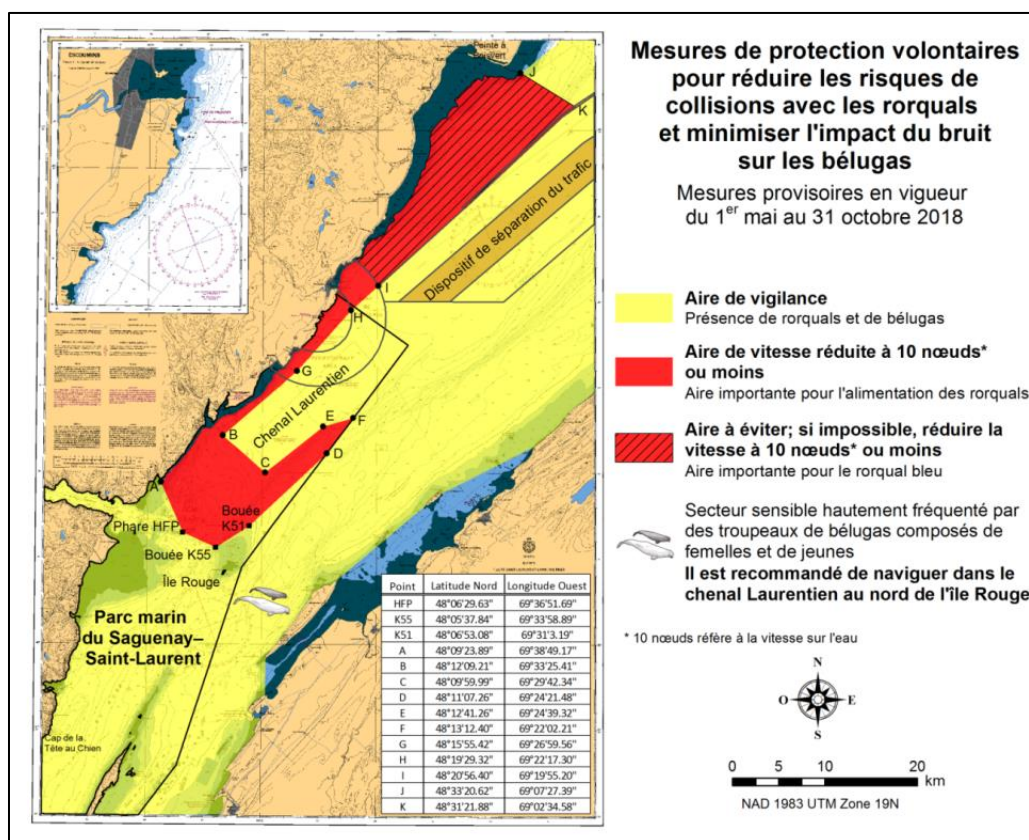 Mesures de protection volontaires
pour réduire les risques de
collisions avec les rorquals
et minimiser l'impact du bruit
sur les bélugas
Mesures provisoires en vigueur
du 1er mai au 31 octobre 2018
Aire de vigilance
Présence de rorquals et de bélugas
Aire de vitesse réduite à 10 nœuds*
ou moins
Aire importante pour l'alimentation des rorquals
Aire à éviter; si impossible, réduire la
vitesse à 10 nœuds* ou moins
Aire importante pour le rorqual bleu
Secteur sensible hautement fréquenté par
des troupeaux de bélugas composés de
femelles et de jeunes
Il est recommandé de naviguer dans le
chenal Laurentien au nord de l'île Rouge
* 10 nœuds réfère à la vitesse sur l'eau
N
O
E
S
0 5 10 20
km
NAD 1983 UTM Zone 19N
Pointe à
J
K
Dispositif de séparation du trafic
I
H
G
Chenal Laurentien
F
E
B
D
C
Bouée
K51
Phare HFP
Bouée K55
Île Rouge
Parc marin
du Saguenay–
Saint-Laurent
Cap de la
Tête au Chien
Point Latitude Nord Longitude Ouest
HFP 48°06'29.63" 69°36'51.69"
K55 48°05'37.84" 69°33'58.89"
K51 48°06'53.08" 69°31'3.19"
A 48°09'23.89" 69°38'49.17"
B 48°12'09.21" 69°33'25.41"
C 48°09'59.99" 69°29'42.34"
D 48°11'07.26" 69°24'21.48"
E 48°12'41.26" 69°24'39.32"
F 48°13'12.40" 69°22'02.21"
G 48°15'55.42" 69°26'59.56"
H 48°19'29.32" 69°22'17.30"
I 48°20'56.40" 69°19'55.20"
J 48°33'20.62" 69°07'27.39"
K 48°31'21.88" 69°02'34.58"